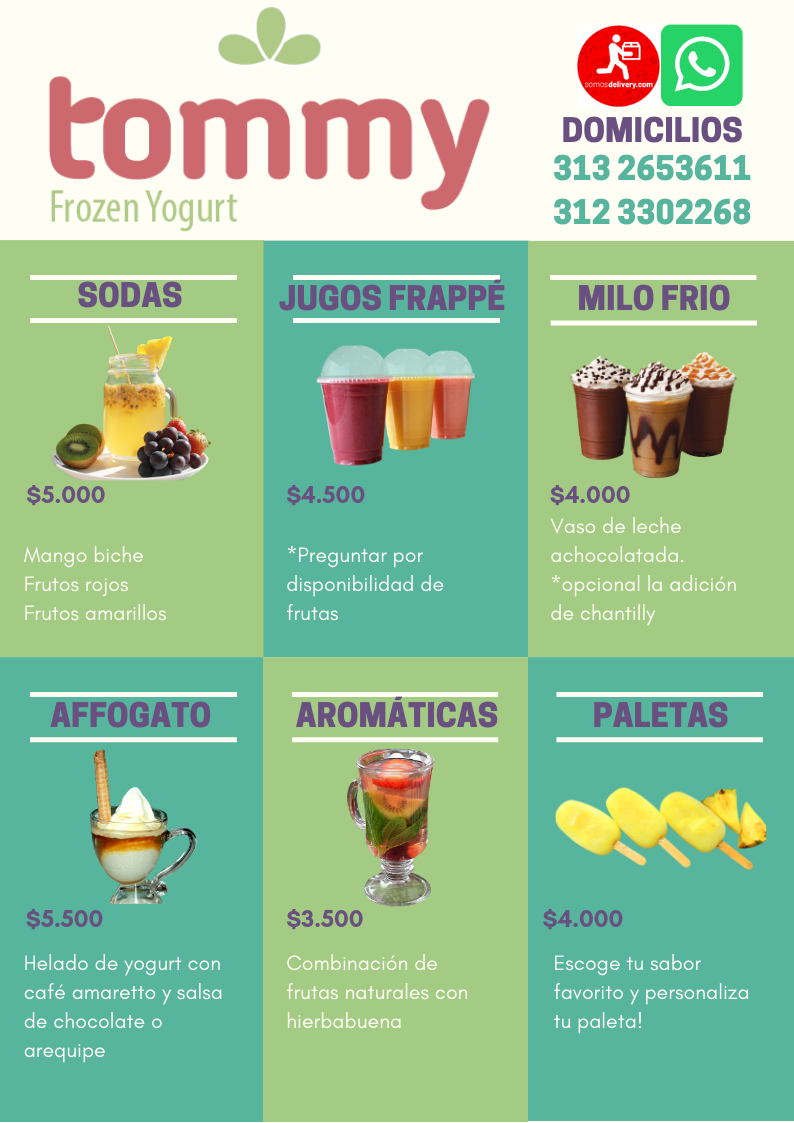 tommy
Frozen Yogurt
somosdelivery.com
DOMICILIOS
313 2653611
312 3302268
SODAS
$5.000
Mango biche
Frutos rojos
Frutos amarillos
JUGOS FRAPPÉ
$4.500
*Preguntar por
disponibilidad de
frutas
MILO FRIO
$4.000
Vaso de leche
achocolatada.
*opcional la adición
de chantilly
AFFOGATO
$5.500
Helado de yogurt con
café amaretto y salsa
de chocolate o
arequipe
AROMÁTICAS
$3.500
Combinación de
frutas naturales con
hierbabuena
PALETAS
$4.000
Escoge tu sabor
favorito y personaliza
tu paleta!